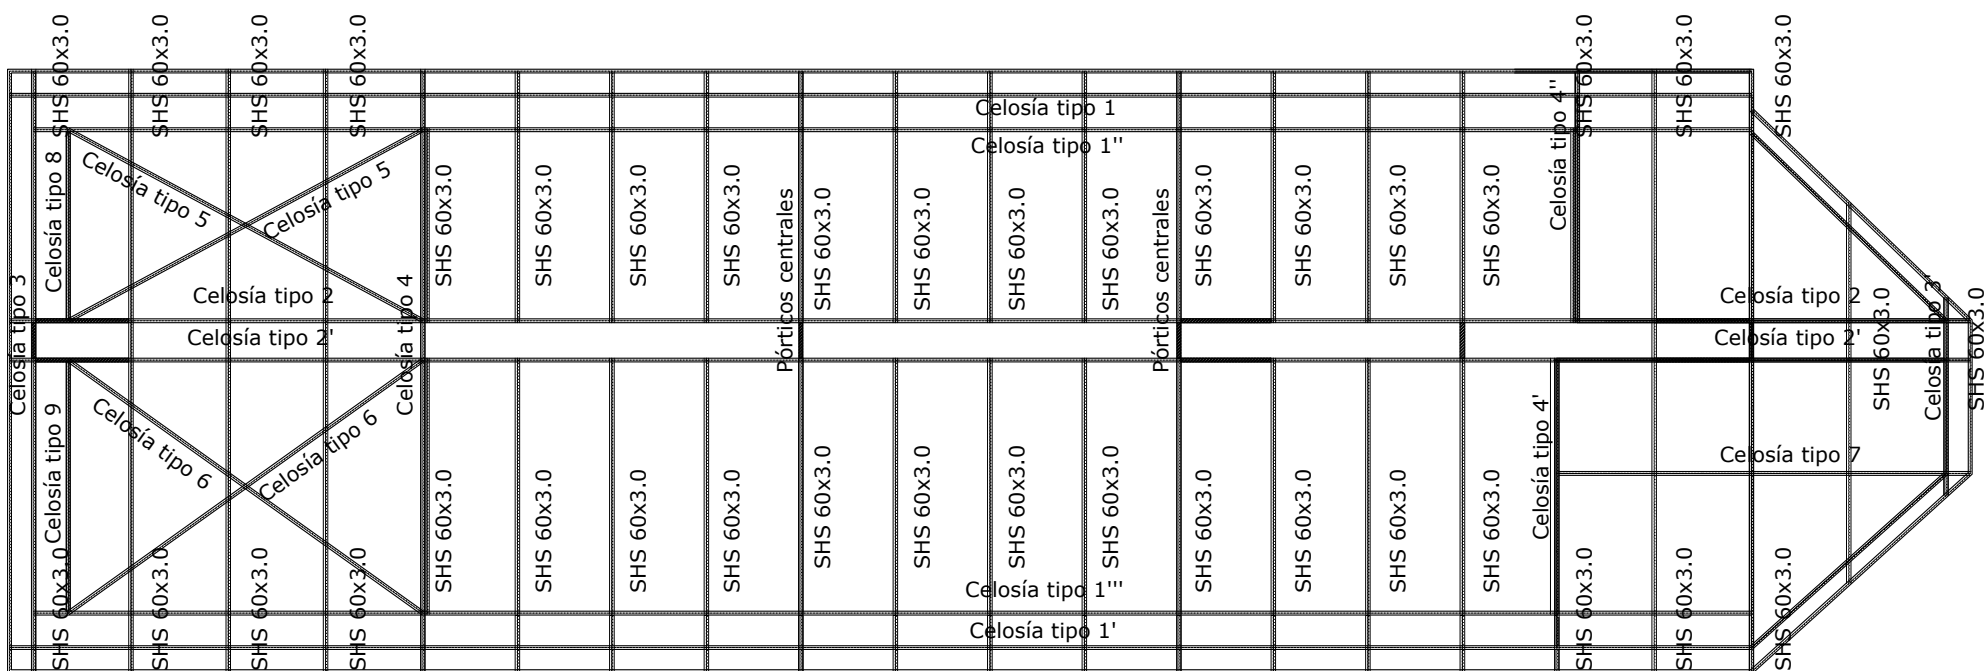 SHS 60x3.0
SHS 60x3.0
SHS 60x3.0
SHS 60x3.0
SHS 60x3.0
SHS 60x3.0
SHS 60x3.0
Celosía tipo 1
Celosía tipo 1''
Celosía tipo 4''
Celosía tipo 8
Celosía tipo 5
Celosía tipo 5
SHS 60x3.0
SHS 60x3.0
SHS 60x3.0
SHS 60x3.0
Pórticos centrales
SHS 60x3.0
SHS 60x3.0
SHS 60x3.0
SHS 60x3.0
Pórticos centrales
SHS 60x3.0
SHS 60x3.0
SHS 60x3.0
SHS 60x3.0
Celosía tipo 3
Celosía tipo 2
Celosía tipo 2'
Celosía tipo 4
Celosía tipo 2
Celosía tipo 2'
SHS 60x3.0
Celosía tipo 3'
SHS 60x3.0
Celosía tipo 9
Celosía tipo 6
Celosía tipo 6
SHS 60x3.0
SHS 60x3.0
SHS 60x3.0
SHS 60x3.0
SHS 60x3.0
SHS 60x3.0
SHS 60x3.0
SHS 60x3.0
SHS 60x3.0
SHS 60x3.0
SHS 60x3.0
SHS 60x3.0
Celosía tipo 4'
Celosía tipo 7
Celosía tipo 1'''
Celosía tipo 1'
SHS 60x3.0
SHS 60x3.0
SHS 60x3.0
SHS 60x3.0
SHS 60x3.0
SHS 60x3.0
SHS 60x3.0